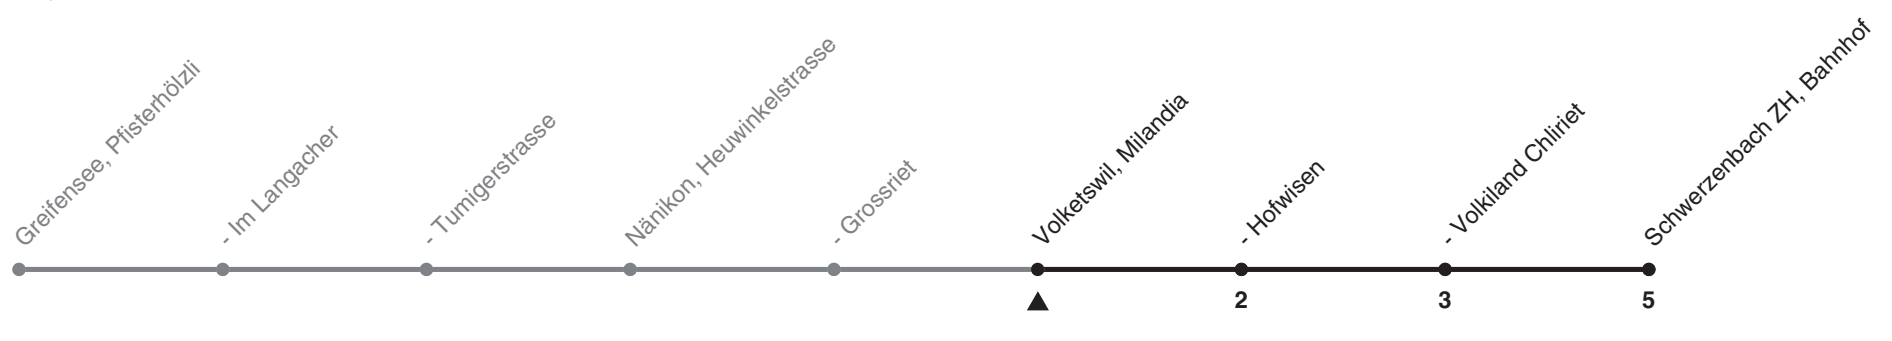 Greifensee, Pfisterhölzli
- Im Langacher
- Tumigerstrasse
Nänikon, Heuwinkelstrasse
- Grossriet
Volketswil, Milandia
- Hofwisen
- Volkiland Chliriet
Schwerzenbach ZH, Bahnhof
2
3
5